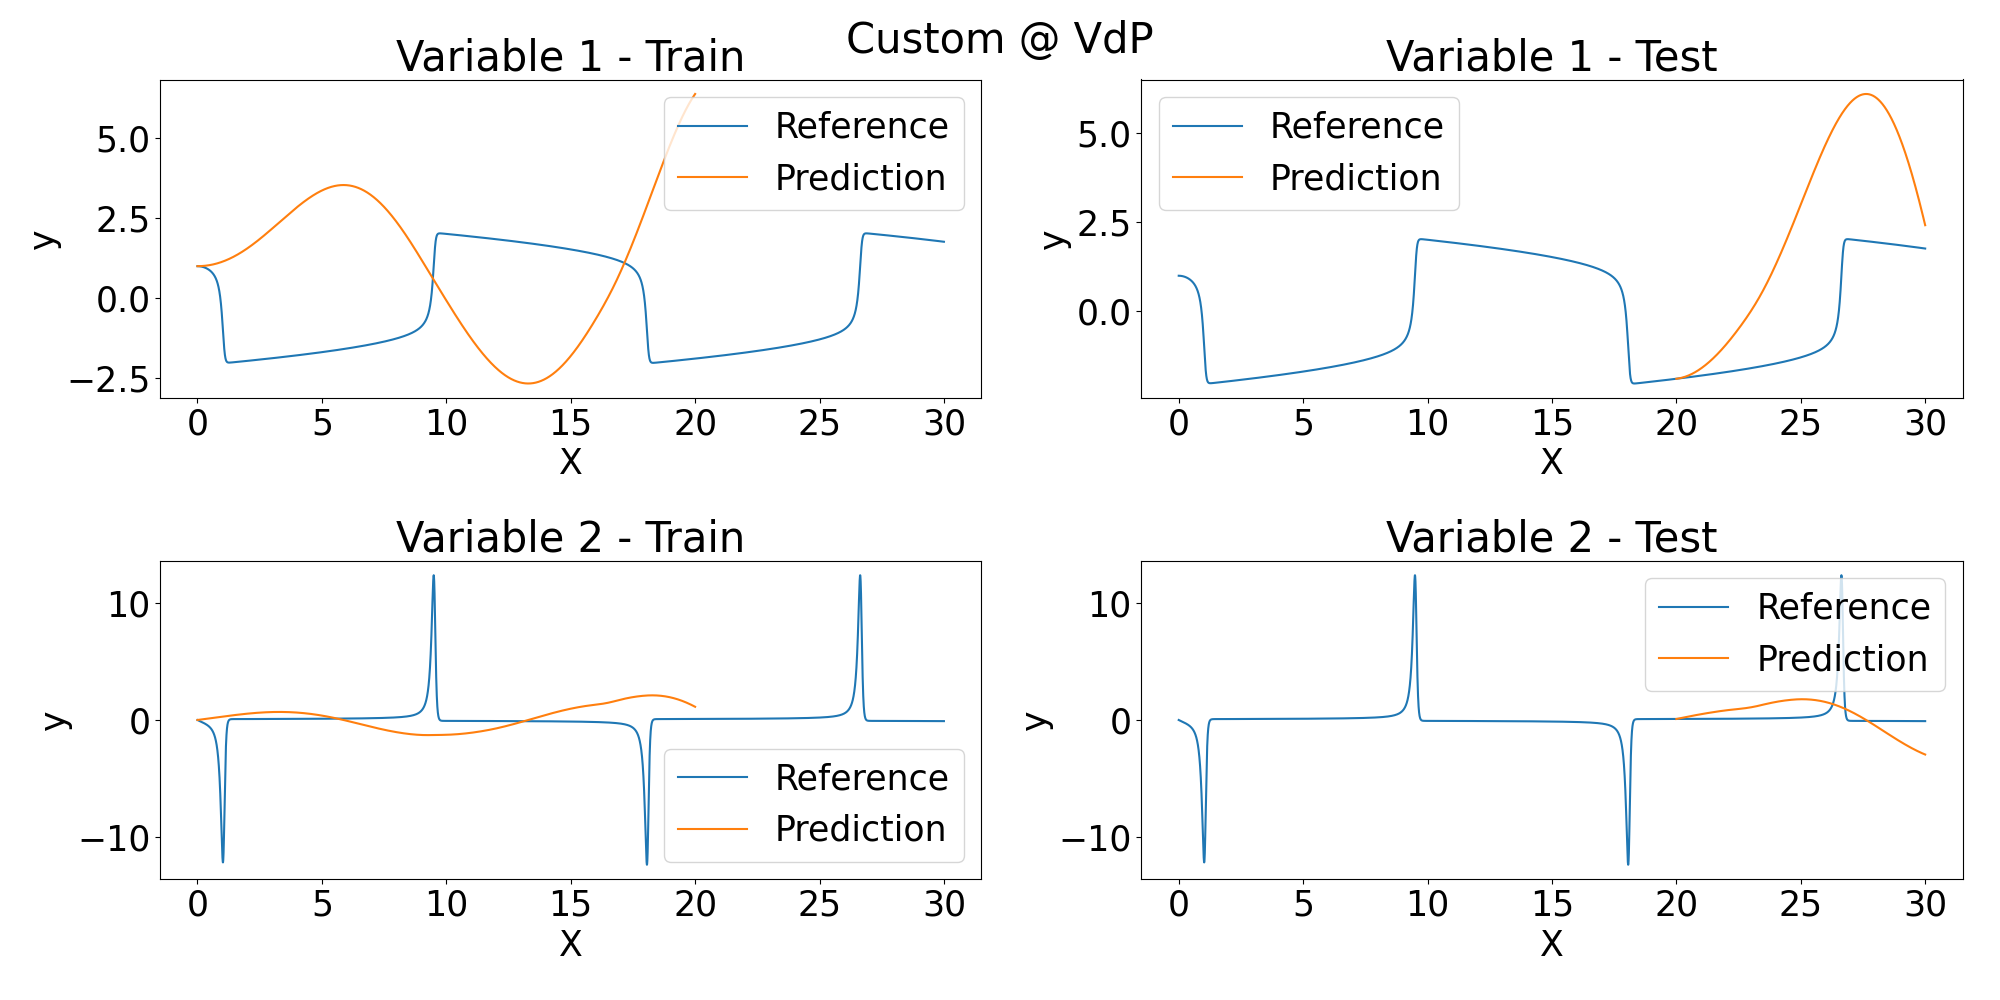 Custom @ VdP
Variable 1 - Train
5.0
2.5
0.0
−2.5
y
0 5 10 15 20 25 30
X
Reference
Prediction
Variable 1 - Test
5.0
2.5
0.0
y
0 5 10 15 20 25 30
X
Reference
Prediction
Variable 2 - Train
10
0
−10
y
0 5 10 15 20 25 30
X
Reference
Prediction
Variable 2 - Test
10
0
−10
y
0 5 10 15 20 25 30
X
Reference
Prediction